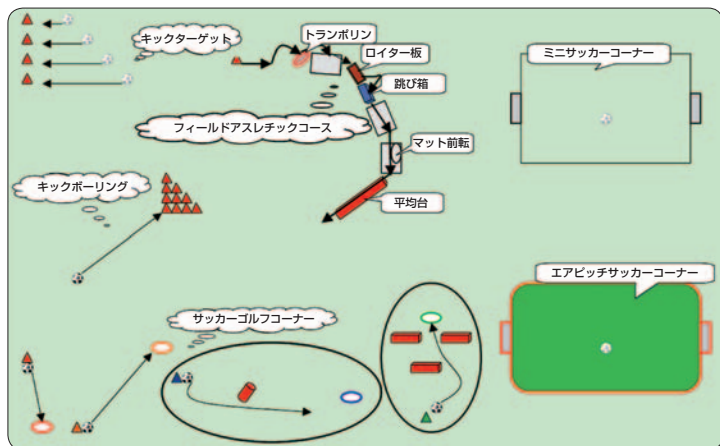 キックターゲット
トランポリン
ロイター板
跳び箱
ミニサッカーコーナー
フィールドアスレチックコース
マット前転
キックボーリング
平均台
エアピッチサッカーコーナー
サッカーゴルフコーナー